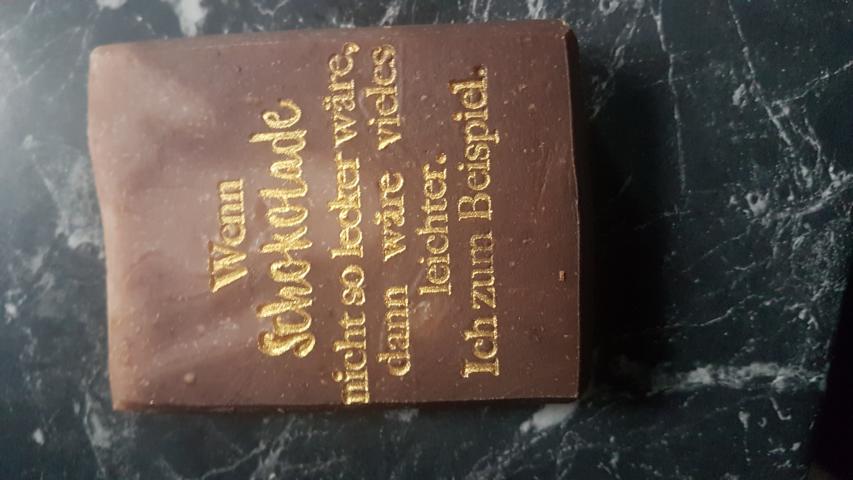 Wenn
Schokolade
nicht so lecker wäre,
dann wäre vieles
leichter.
Ich zum Beispiel.